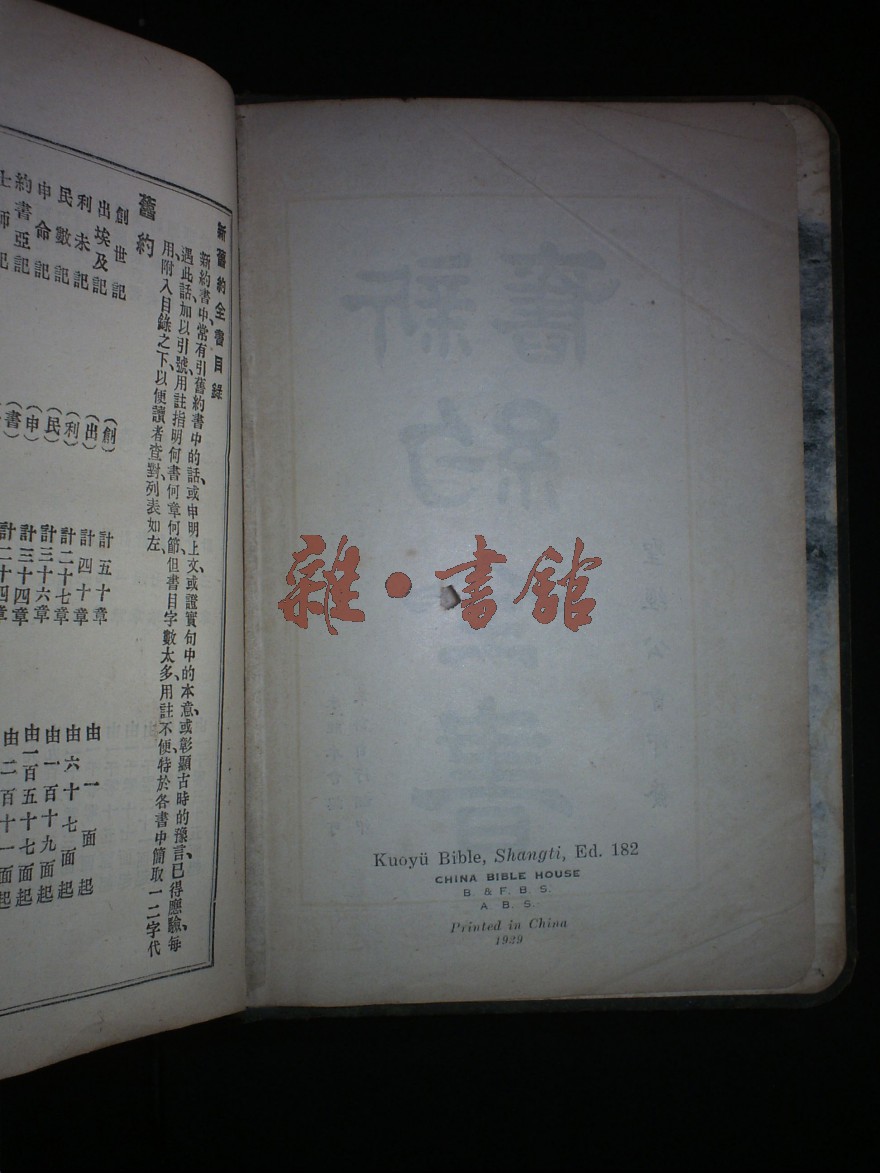 新舊約全書目錄
新約書中、常有引舊約書中的話、或申明上文、或證實句中的本意、或彰顯古時的豫言、已得應驗、每
遇此話、加以引號、用註指明何書何章何節、但書目字數太多、用註不便、特於各書中簡取一二字代
用、附入目錄之下、以便讀者查對、列表如左、
舊約
創世記 (創) 計五十章 由一面起
出埃及記 (出) 計四十章 由六十七面起
利未記 (利) 計二十七章 由一百十九面起
民數記 (民) 計三十六章 由一百五十七面起
申命記 (申) 計三十四章 由二百十一面起
約書亞記 (書) 計二十四章
士師記
雜·書館
Kuoyü Bible, Shangti, Ed. 182
CHINA BIBLE HOUSE
B. & F. B. S.
A. B. S.
Printed in China
1929